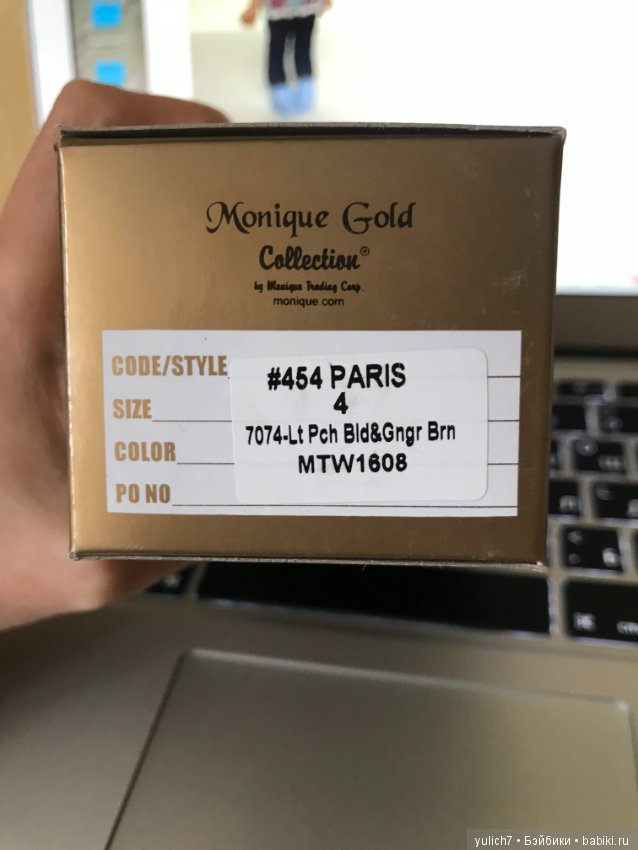 Monique Gold
Collection®
by Monique Trading Corp.
monique.com
CODE/STYLE
#454 PARIS
SIZE
4
COLOR
7074-Lt Pch Bld&Gngr Brn
PO NO
MTW1608
yulich7 • Бэйбики • babiki.ru